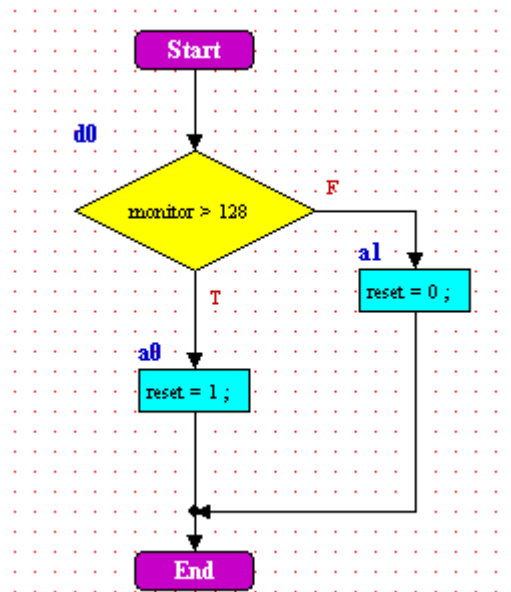 Start
d0
monitor > 128
F
a1
reset = 0 ;
T
a0
reset = 1 ;
End